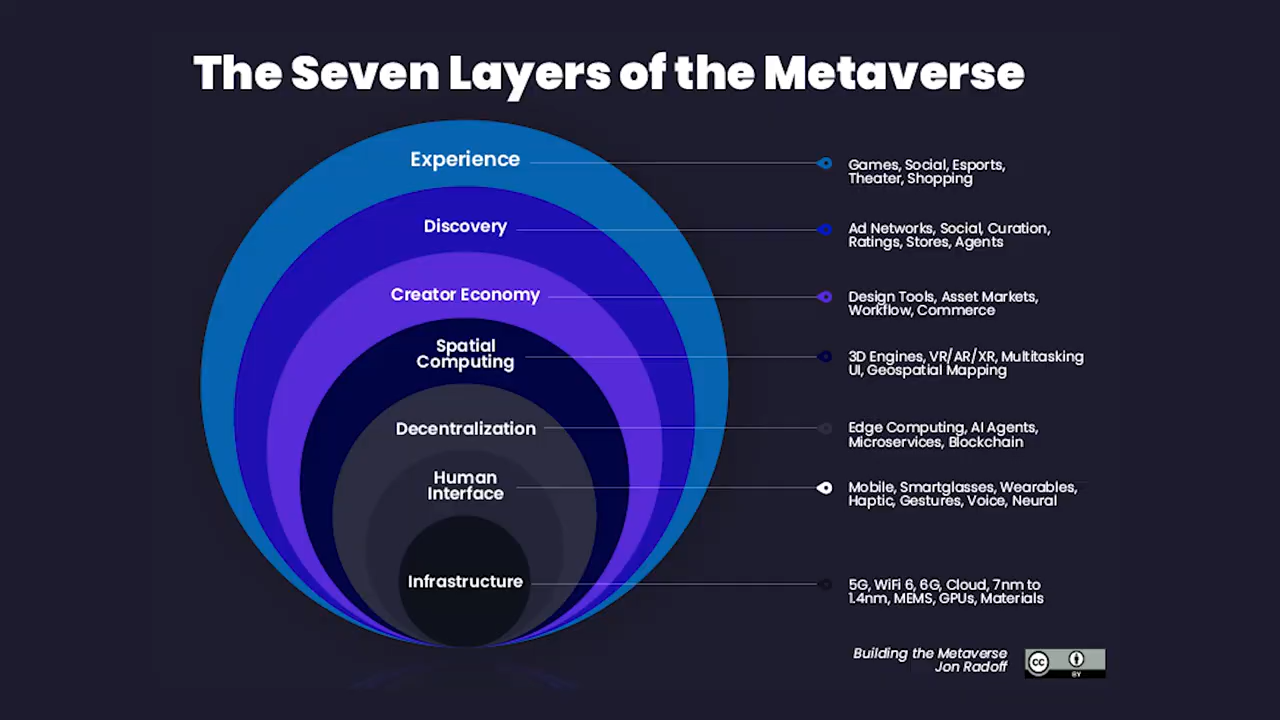 The Seven Layers of the Metaverse
Experience
Games, Social, Esports,
Theater, Shopping
Discovery
Ad Networks, Social, Curation,
Ratings, Stores, Agents
Creator Economy
Design Tools, Asset Markets,
Workflow, Commerce
Spatial
Computing
3D Engines, VR/AR/XR, Multitasking
UI, Geospatial Mapping
Decentralization
Edge Computing, AI Agents,
Microservices, Blockchain
Human
Interface
Mobile, Smartglasses, Wearables,
Haptic, Gestures, Voice, Neural
Infrastructure
5G, WiFi 6, 6G, Cloud, 7nm to
1.4nm, MEMS, GPUs, Materials
Building the Metaverse
Jon Radoff
cc
BY